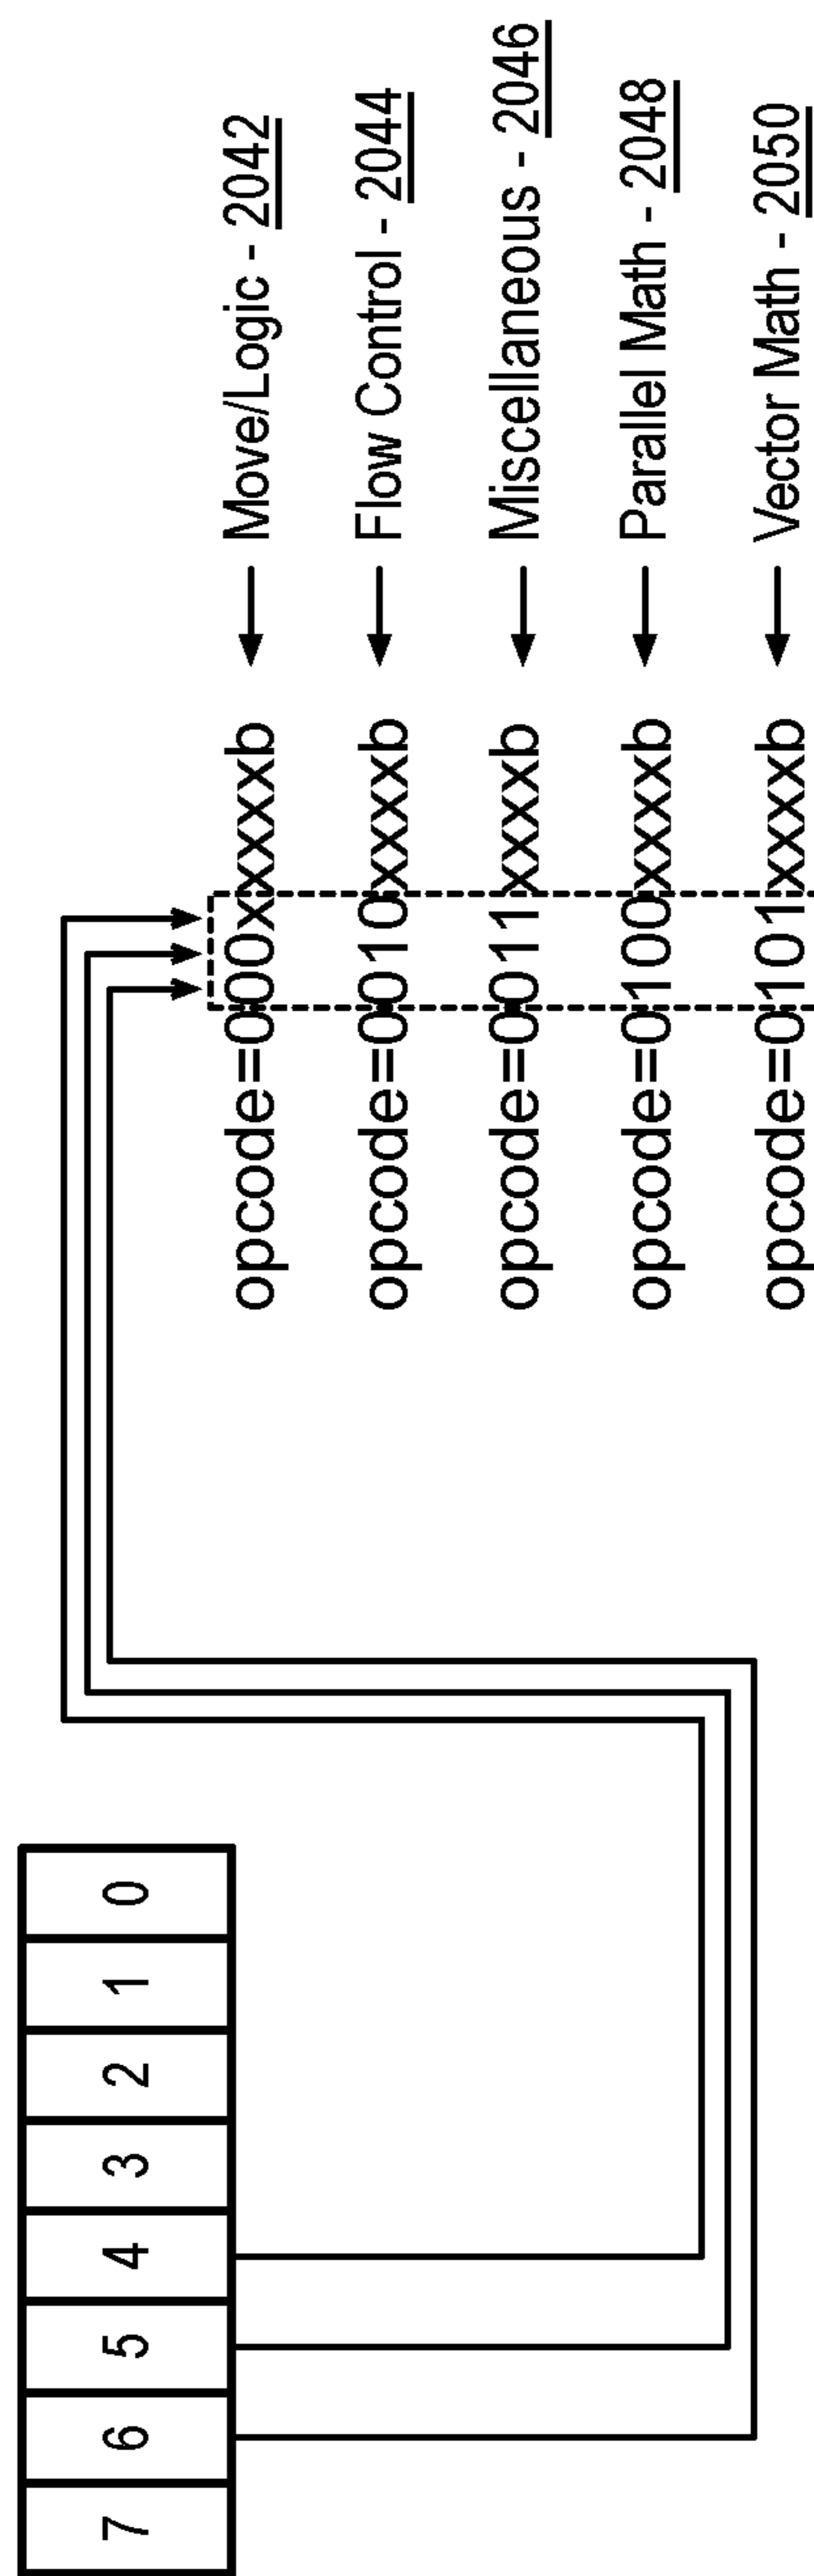 7 6 5 4 3 2 1 0
opcode=000xxxxxb ← Move/Logic - 2042
opcode=0010xxxxb ← Flow Control - 2044
opcode=0011xxxxb ← Miscellaneous - 2046
opcode=0100xxxxb ← Parallel Math - 2048
opcode=0101xxxxb ← Vector Math - 2050